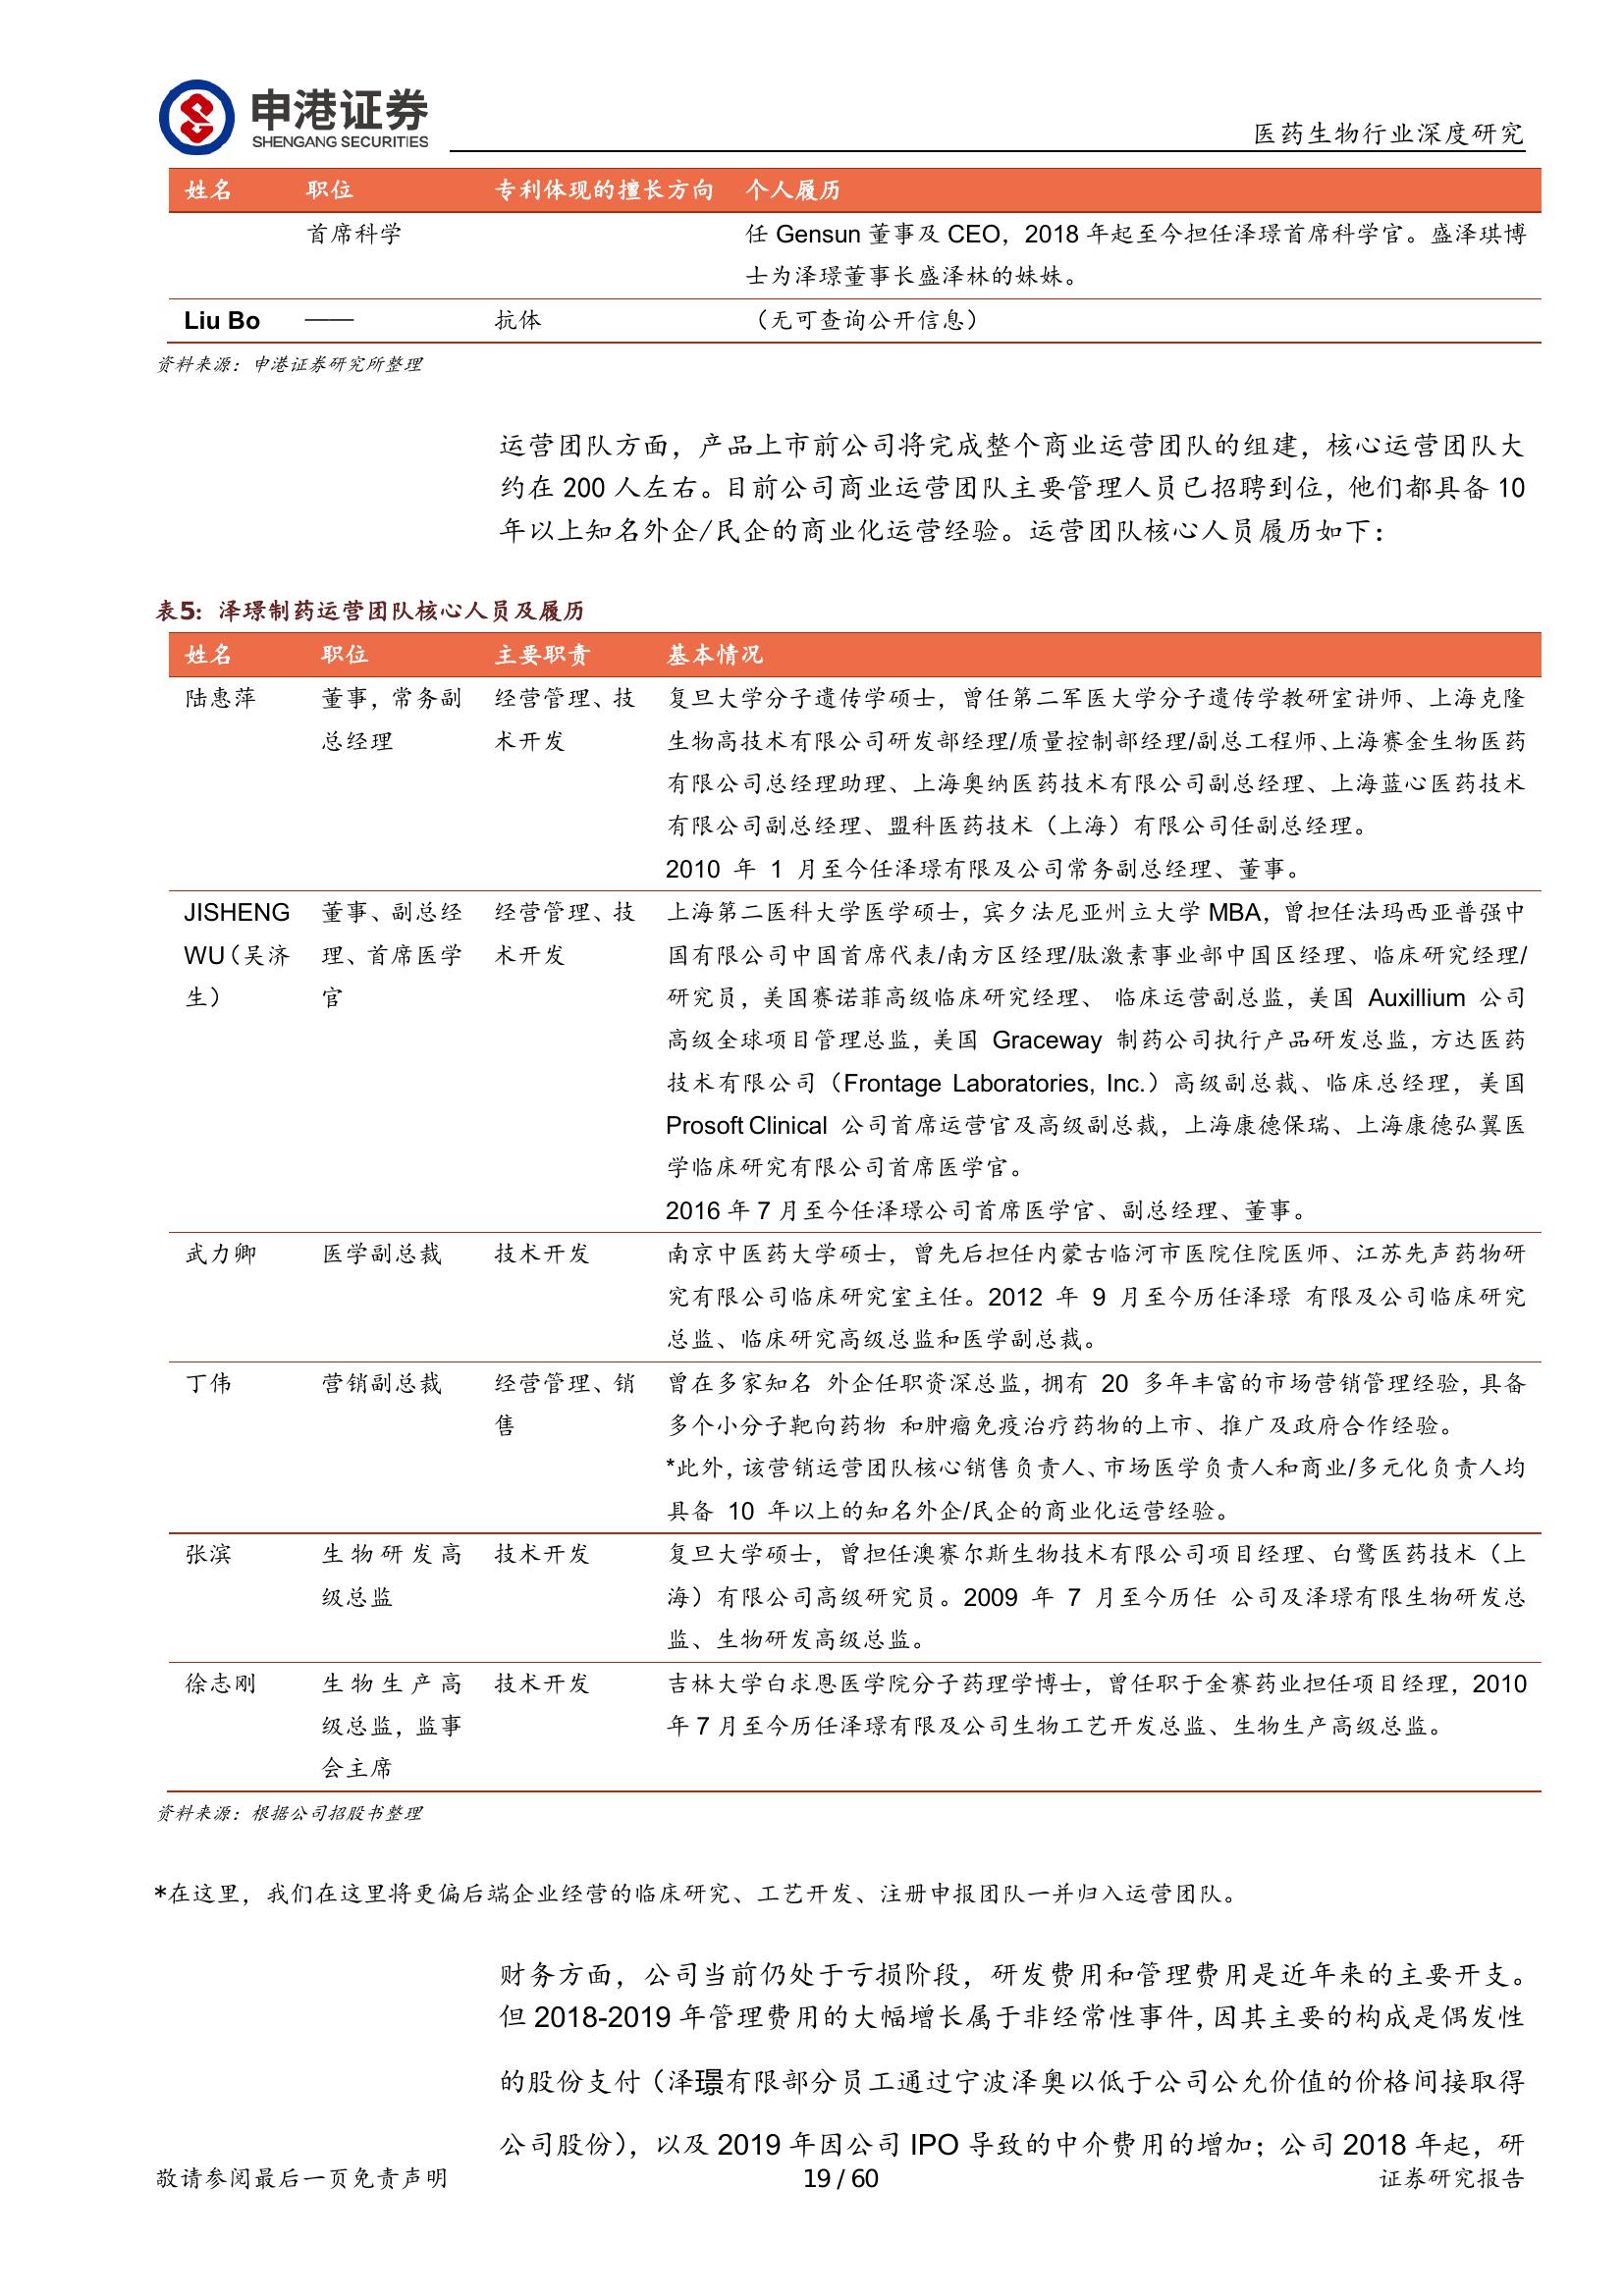 申港证券
SHENGANG SECURITIES
医药生物行业深度研究
姓名 职位 专利体现的擅长方向 个人履历
首席科学 任 Gensun 董事及 CEO，2018 年起至今担任泽璟首席科学官。盛泽琪博
士为泽璟董事长盛泽林的妹妹。
Liu Bo —— 抗体 （无可查询公开信息）
资料来源：申港证券研究所整理
运营团队方面，产品上市前公司将完成整个商业运营团队的组建，核心运营团队大
约在 200 人左右。目前公司商业运营团队主要管理人员已招聘到位，他们都具备 10
年以上知名外企/民企的商业化运营经验。运营团队核心人员履历如下：
表5：泽璟制药运营团队核心人员及履历
姓名 职位 主要职责 基本情况
陆惠萍 董事，常务副 经营管理、技 复旦大学分子遗传学硕士，曾任第二军医大学分子遗传学教研室讲师、上海克隆
总经理 术开发 生物高技术有限公司研发部经理/质量控制部经理/副总工程师、上海赛金生物医药
有限公司总经理助理、上海奥纳医药技术有限公司副总经理、上海蓝心医药技术
有限公司副总经理、盟科医药技术（上海）有限公司任副总经理。
2010 年 1 月至今任泽璟有限及公司常务副总经理、董事。
JISHENG 董事、副总经 经营管理、技 上海第二医科大学医学硕士，宾夕法尼亚州立大学 MBA，曾担任法玛西亚普强中
WU（吴济 理、首席医学 术开发 国有限公司中国首席代表/南方区经理/肽激素事业部中国区经理、临床研究经理/
生） 官 研究员，美国赛诺菲高级临床研究经理、 临床运营副总监，美国 Auxillium 公司
高级全球项目管理总监，美国 Graceway 制药公司执行产品研发总监，方达医药
技术有限公司（Frontage Laboratories, Inc.）高级副总裁、临床总经理，美国
Prosoft Clinical 公司首席运营官及高级副总裁，上海康德保瑞、上海康德弘翼医
学临床研究有限公司首席医学官。
2016 年 7 月至今任泽璟公司首席医学官、副总经理、董事。
武力卿 医学副总裁 技术开发 南京中医药大学硕士，曾先后担任内蒙古临河市医院住院医师、江苏先声药物研
究有限公司临床研究室主任。2012 年 9 月至今历任泽璟 有限及公司临床研究
总监、临床研究高级总监和医学副总裁。
丁伟 营销副总裁 经营管理、销 曾在多家知名 外企任职资深总监，拥有 20 多年丰富的市场营销管理经验，具备
售 多个小分子靶向药物 和肿瘤免疫治疗药物的上市、推广及政府合作经验。
*此外，该营销运营团队核心销售负责人、市场医学负责人和商业/多元化负责人均
具备 10 年以上的知名外企/民企的商业化运营经验。
张滨 生物研发高 技术开发 复旦大学硕士，曾担任澳赛尔斯生物技术有限公司项目经理、白鹭医药技术（上
级总监 海）有限公司高级研究员。2009 年 7 月至今历任 公司及泽璟有限生物研发总
监、生物研发高级总监。
徐志刚 生物生产高 技术开发 吉林大学白求恩医学院分子药理学博士，曾任职于金赛药业担任项目经理，2010
级总监，监事 年 7 月至今历任泽璟有限及公司生物工艺开发总监、生物生产高级总监。
会主席
资料来源：根据公司招股书整理
*在这里，我们在这里将更偏后端企业经营的临床研究、工艺开发、注册申报团队一并归入运营团队。
财务方面，公司当前仍处于亏损阶段，研发费用和管理费用是近年来的主要开支。
但 2018-2019 年管理费用的大幅增长属于非经常性事件，因其主要的构成是偶发性
的股份支付（泽璟有限部分员工通过宁波泽奥以低于公司公允价值的价格间接取得
公司股份），以及 2019 年因公司 IPO 导致的中介费用的增加；公司 2018 年起，研
敬请参阅最后一页免责声明 19 / 60 证券研究报告